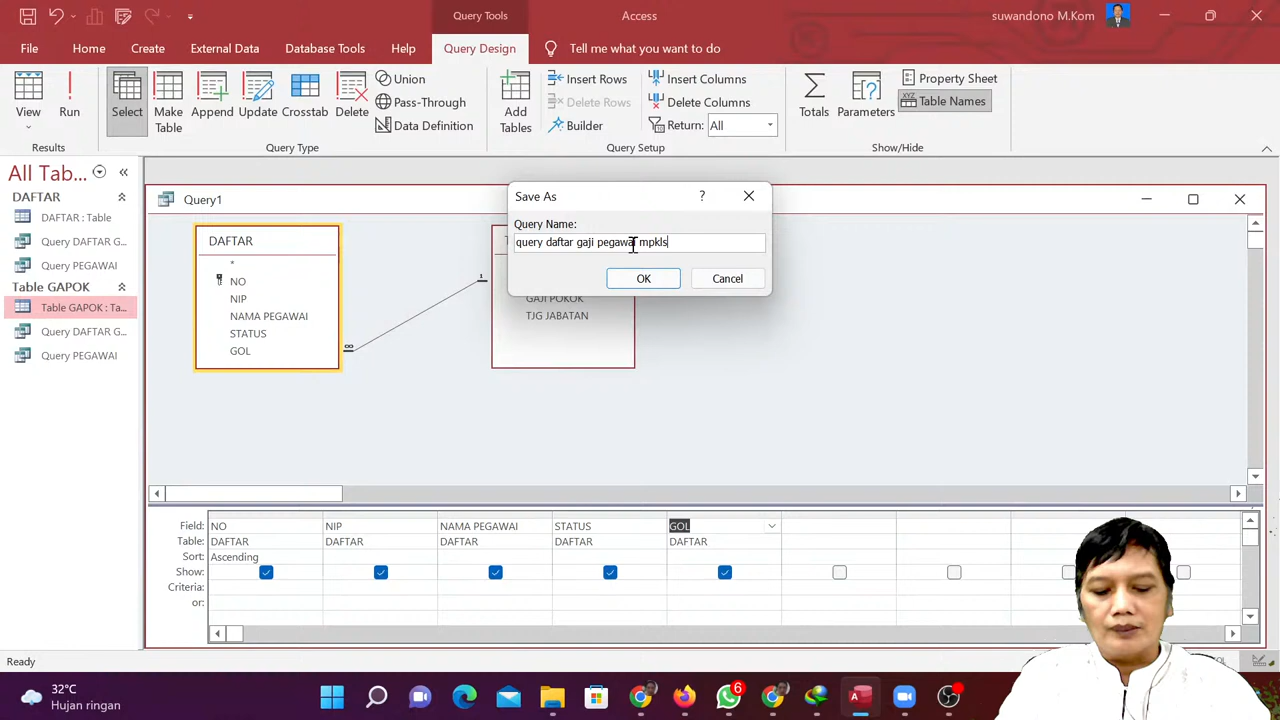 Query Tools
Access
suwandono M.Kom
File
Home
Create
External Data
Database Tools
Help
Query Design
Tell me what you want to do
View
Run
Select
Make Table
Append
Update
Crosstab
Delete
Union
Pass-Through
Data Definition
Add Tables
Insert Rows
Delete Rows
Builder
Insert Columns
Delete Columns
Return: All
Totals
Parameters
Property Sheet
XYZ Table Names
Results
Query Type
Query Setup
Show/Hide
All Tab...
DAFTAR
DAFTAR : Table
Query DAFTAR G...
Query PEGAWAI
Table GAPOK
Table GAPOK : Ta...
Query DAFTAR G...
Query PEGAWAI
Query1
DAFTAR
*
NO
NIP
NAMA PEGAWAI
STATUS
GOL
GAJI POKOK
TJG JABATAN
Save As
?
Query Name:
query daftar gaji pegawai mpkls
OK
Cancel
Field: NO NIP NAMA PEGAWAI STATUS GOL
Table: DAFTAR DAFTAR DAFTAR DAFTAR DAFTAR
Sort: Ascending
Show:
Criteria:
or:
Ready
32°C
Hujan ringan
6